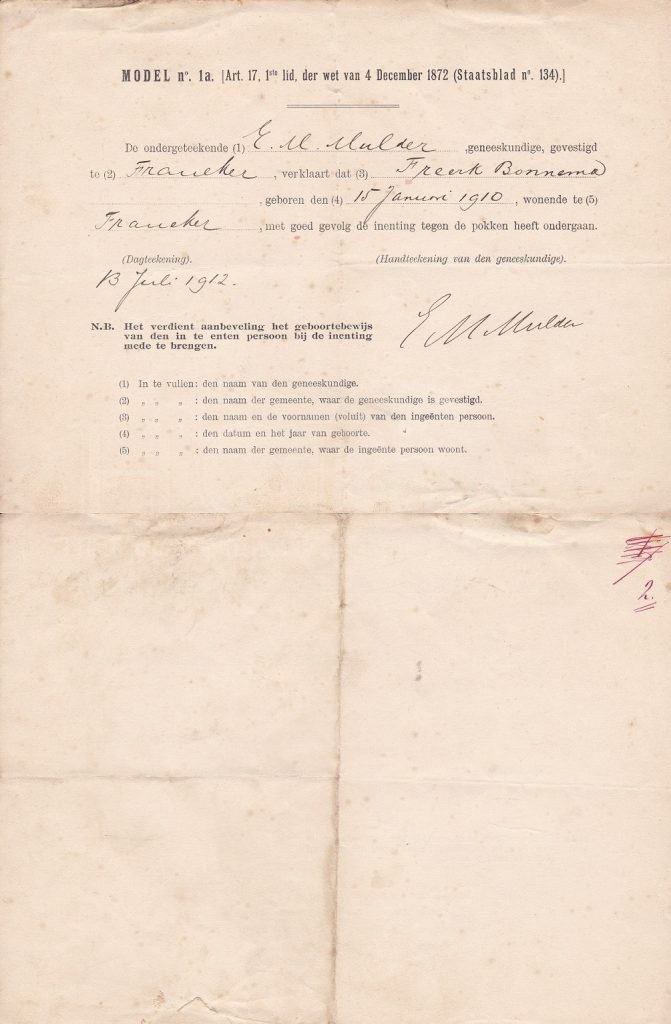 MODEL nº. 1a. [Art. 17, 1ste lid, der wet van 4 December 1872 (Staatsblad nº. 134).]
De ondergeteekende (1) E. M. Mulder, geneeskundige, gevestigd
te (2) Franeker, verklaart dat (3) Freerk Bonnema
, geboren den (4) 15 Januari 1910, wonende te (5)
Franeker, met goed gevolg de inenting tegen de pokken heeft ondergaan.
(Dagteekening). (Handteekening van den geneeskundige).
13 Juli 1912.
E M Mulder
N.B. Het verdient aanbeveling het geboortebewijs
van den in te enten persoon bij de inenting
mede te brengen.
(1) In te vullen: den naam van den geneeskundige.
(2) „ „ „ : den naam der gemeente, waar de geneeskundige is gevestigd.
(3) „ „ „ : den naam en de voornamen (voluit) van den ingeënten persoon.
(4) „ „ „ : den datum en het jaar van geboorte.
(5) „ „ „ : den naam der gemeente, waar de ingeënte persoon woont.
2.